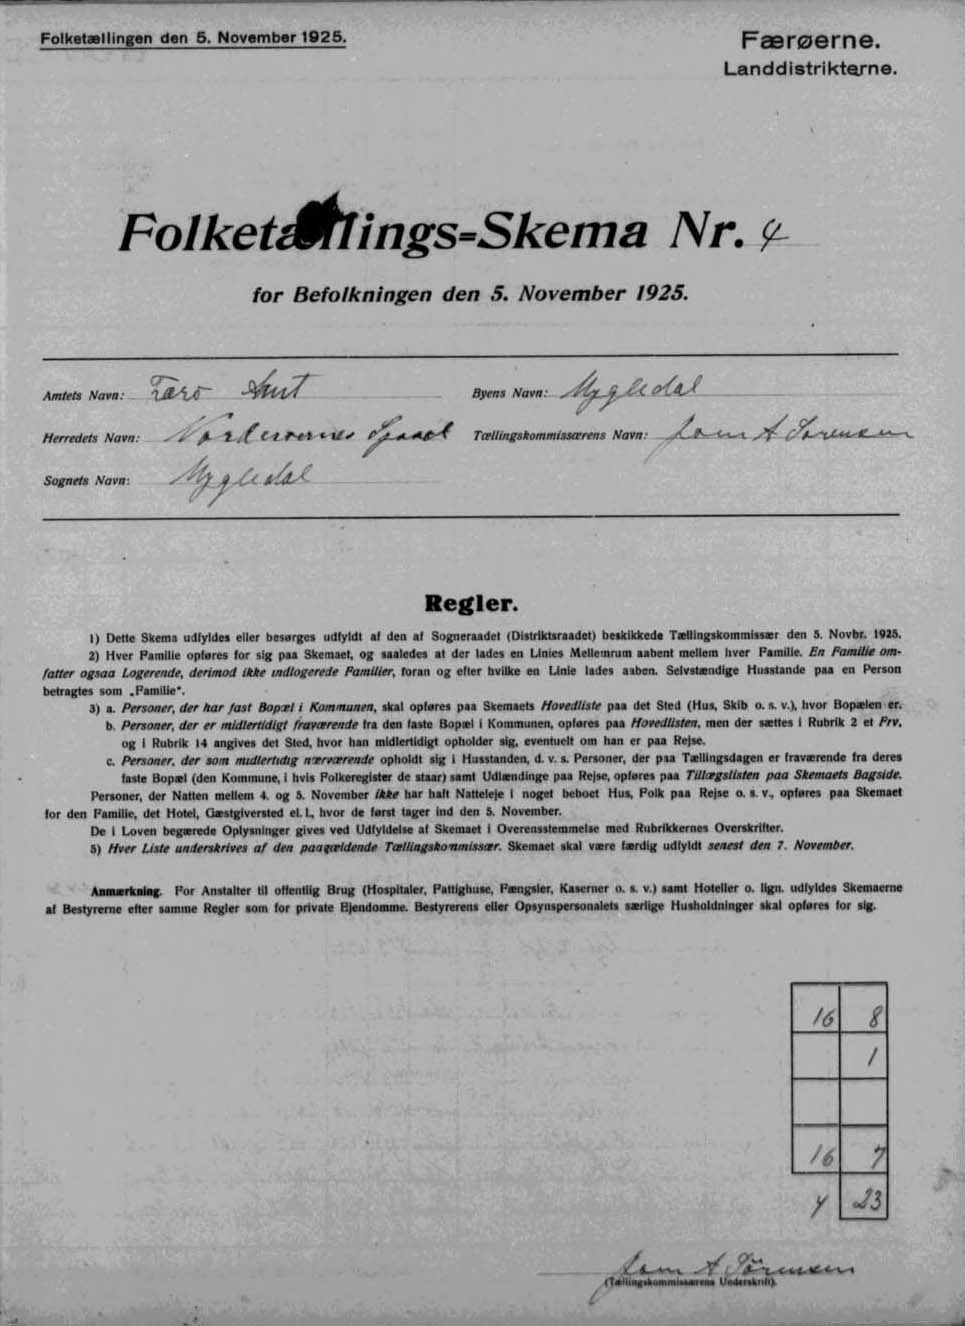 Folketællingen den 5. November 1925.
Færøerne.
Landdistrikterne.
Folketællings-Skema Nr. 4
for Befolkningen den 5. November 1925.
Amtets Navn: Færø Amt
Byens Navn: Mygledal
Herredets Navn: Norderoernes Tællingskommissærens Navn: A Sørensen
Sognets Navn: Mygledal
Regler.
1) Dette Skema udfyldes eller besørges udfyldt af den af Sogneraadet (Distriktsraadet) beskikkede Tællingskommissær den 5. Novbr. 1925.
2) Hver Familie opføres for sig paa Skemaet, og saaledes at der lades en Linies Mellemrum aabent mellem hver Familie. En Familie om-
fatter ogsaa Logerende, derimod ikke indlogerede Familier, foran og efter hvilke en Linie lades aaben. Selvstændige Husstande paa en Person
betragtes som „Familie“.
3) a. Personer, der har fast Bopæl i Kommunen, skal opføres paa Skemaets Hovedliste paa det Sted (Hus, Skib o. s. v.), hvor Bopælen er.
b. Personer, der er midlertidigt fraværende fra den faste Bopæl i Kommunen, opføres paa Hovedlisten, men der sættes i Rubrik 2 et Frv,
og i Rubrik 14 angives det Sted, hvor han midlertidigt opholder sig, eventuelt om han er paa Rejse.
c. Personer, der som midlertidig nærværende opholdt sig i Husstanden, d. v. s. Personer, der paa Tællingsdagen er fraværende fra deres
faste Bopæl (den Kommune, i hvis Folkeregister de staar) samt Udlændinge paa Rejse, opføres paa Tillægslisten paa Skemaets Bagside.
Personer, der Natten mellem 4. og 5. November ikke har haft Natteleje i noget beboet Hus, Folk paa Rejse o. s. v., opføres paa Skemaet
for den Familie, det Hotel, Gæstgiversted el. l., hvor de først tager ind den 5. November.
De i Loven begærede Oplysninger gives ved Udfyldelse af Skemaet i Overensstemmelse med Rubrikkernes Overskrifter.
5) Hver Liste underskrives af den paagældende Tællingskommissær. Skemaet skal være færdig udfyldt senest den 7. November.
Anmærkning. For Anstalter til offentlig Brug (Hospitaler, Fattighuse, Fængsler, Kaserner o. s. v.) samt Hoteller o. lign. udfyldes Skemaerne
af Bestyrerne efter samme Regler som for private Ejendomme. Bestyrerens eller Opsynspersonalets særlige Husholdninger skal opføres for sig.
16 8
1
16 7
23
A Sörensen
(Tællingskommissærens Underskrift).